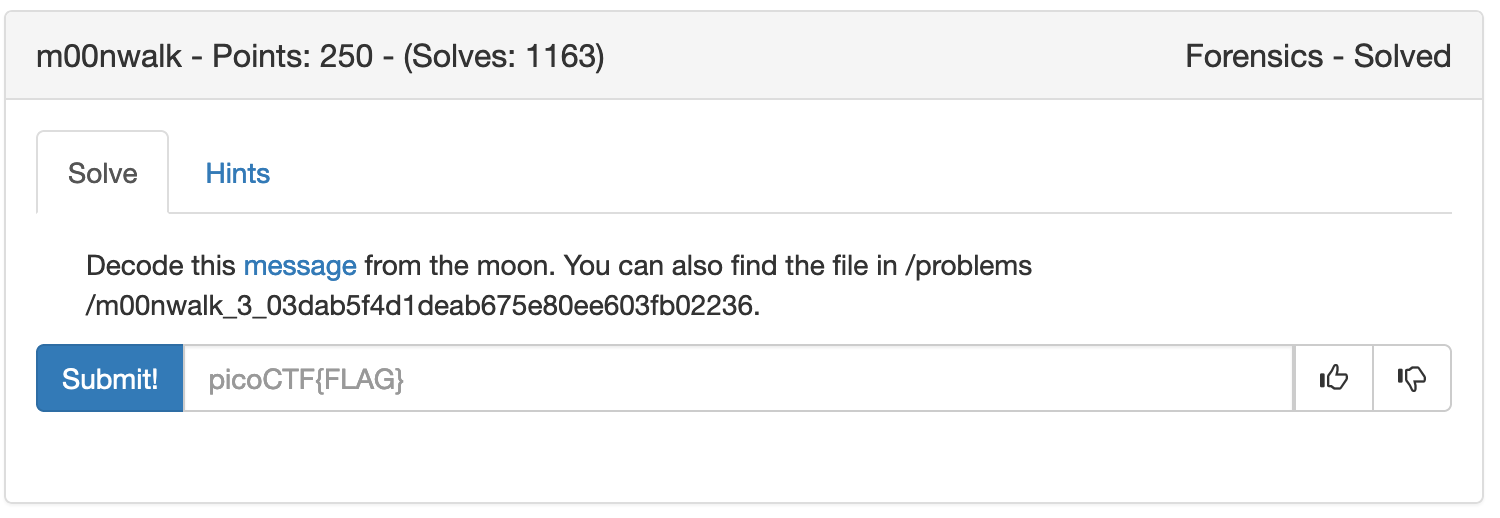 m00nwalk - Points: 250 - (Solves: 1163)
Forensics - Solved
Solve
Hints
Decode this message from the moon. You can also find the file in /problems
/m00nwalk_3_03dab5f4d1deab675e80ee603fb02236.
Submit!
picoCTF{FLAG}